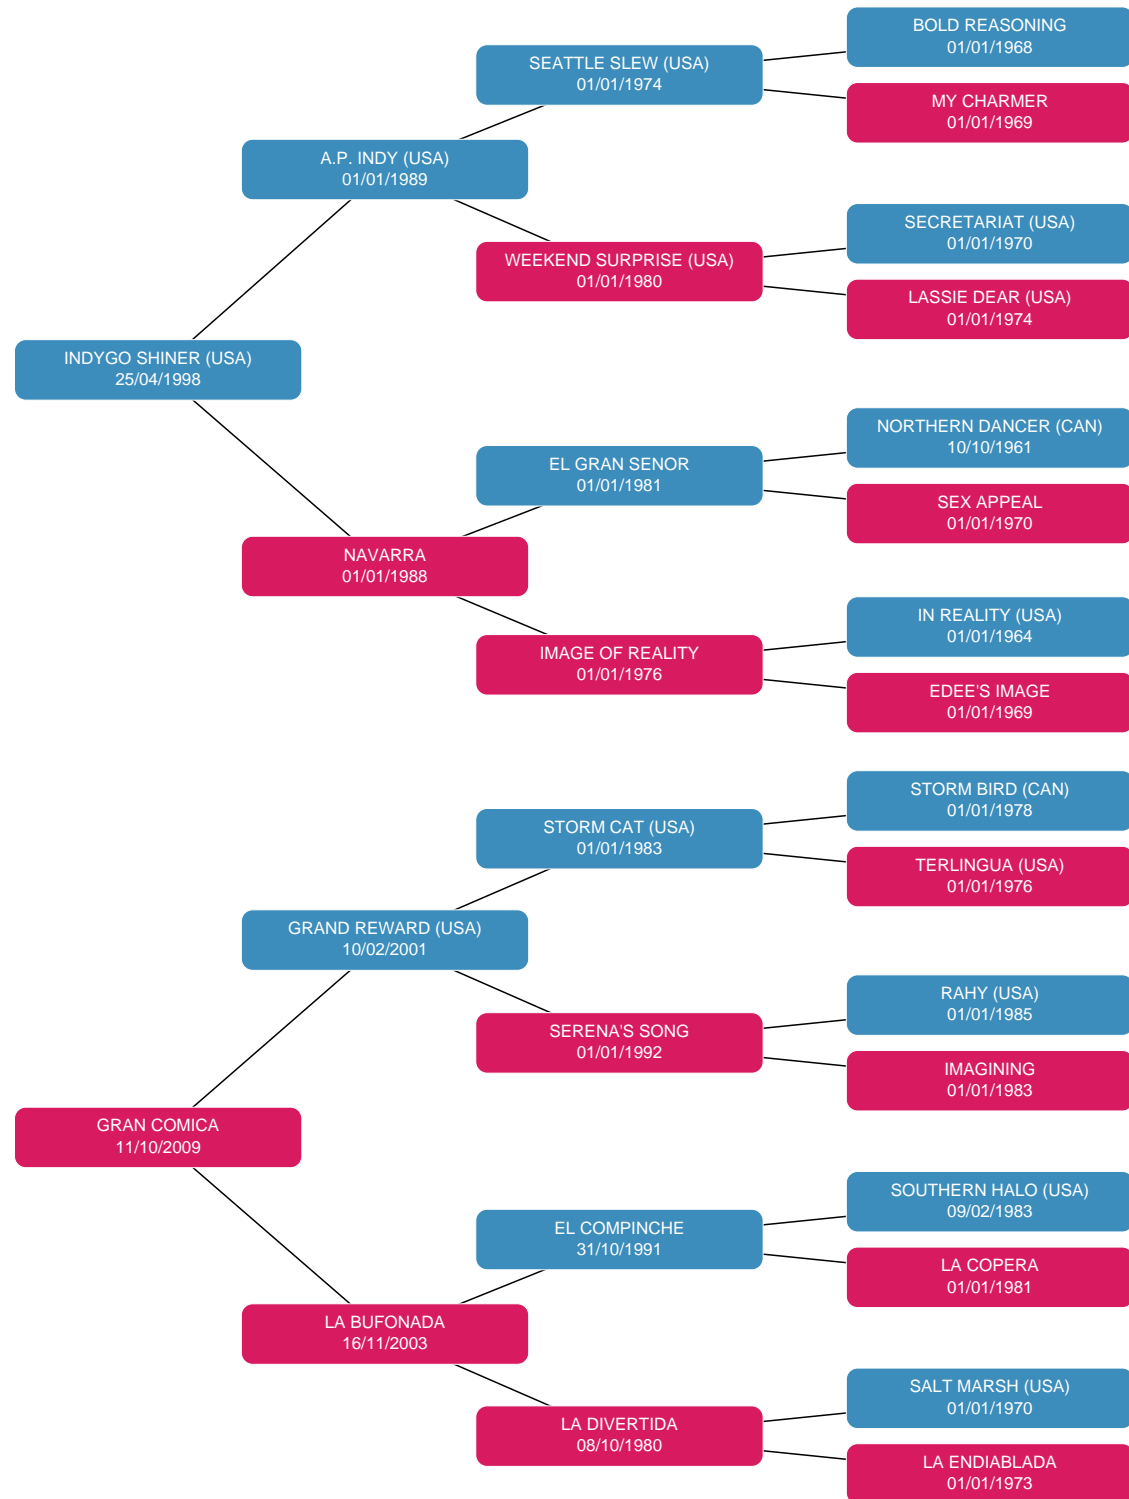 BOLD REASONING
01/01/1968
SEATTLE SLEW (USA)
01/01/1974
MY CHARMER
01/01/1969
A.P. INDY (USA)
01/01/1989
SECRETARIAT (USA)
01/01/1970
WEEKEND SURPRISE (USA)
01/01/1980
LASSIE DEAR (USA)
01/01/1974
INDYGO SHINER (USA)
25/04/1998
NORTHERN DANCER (CAN)
10/10/1961
EL GRAN SENOR
01/01/1981
SEX APPEAL
01/01/1970
NAVARRA
01/01/1988
IN REALITY (USA)
01/01/1964
IMAGE OF REALITY
01/01/1976
EDEE'S IMAGE
01/01/1969
STORM BIRD (CAN)
01/01/1978
STORM CAT (USA)
01/01/1983
TERLINGUA (USA)
01/01/1976
GRAND REWARD (USA)
10/02/2001
RAHY (USA)
01/01/1985
SERENA'S SONG
01/01/1992
IMAGINING
01/01/1983
GRAN COMICA
11/10/2009
SOUTHERN HALO (USA)
09/02/1983
EL COMPINCHE
31/10/1991
LA COPERA
01/01/1981
LA BUFONADA
16/11/2003
SALT MARSH (USA)
01/01/1970
LA DIVERTIDA
08/10/1980
LA ENDIABLADA
01/01/1973